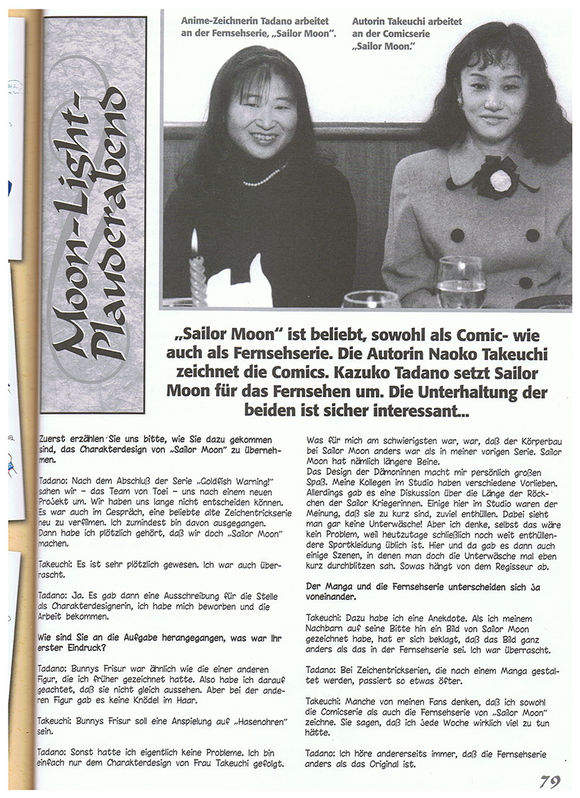 Anime-Zeichnerin Tadano arbeitet
an der Fernsehserie, „Sailor Moon“.
Autorin Takeuchi arbeitet
an der Comicserie
„Sailor Moon.“
Moon-Light-
Plauderabend
„Sailor Moon“ ist beliebt, sowohl als Comic- wie
auch als Fernsehserie. Die Autorin Naoko Takeuchi
zeichnet die Comics. Kazuko Tadano setzt Sailor
Moon für das Fernsehen um. Die Unterhaltung der
beiden ist sicher interessant...
Zuerst erzählen Sie uns bitte, wie Sie dazu gekommen
sind, das Charakterdesign von „Sailor Moon“ zu überneh-
men.
Tadano: Nach dem Abschluß der Serie „Goldfish Warning!“
sahen wir – das Team von Toei – uns nach einem neuen
Projekt um. Wir haben uns lange nicht entscheiden können.
Es war auch im Gespräch, eine beliebte alte Zeichentrickserie
neu zu verfilmen. Ich zumindest bin davon ausgegangen.
Dann habe ich plötzlich gehört, daß wir doch „Sailor Moon“
machen.
Takeuchi: Es ist sehr plötzlich gewesen. Ich war auch über-
rascht.
Tadano: Ja. Es gab dann eine Ausschreibung für die Stelle
als Charakterdesignerin, ich habe mich beworben und die
Arbeit bekommen.
Wie sind Sie an die Aufgabe herangegangen, was war Ihr
erster Eindruck?
Tadano: Bunnys Frisur war ähnlich wie die einer anderen
Figur, die ich früher gezeichnet hatte. Also habe ich darauf
geachtet, daß sie nicht gleich aussehen. Aber bei der ande-
ren Figur gab es keine Knödel im Haar.
Takeuchi: Bunnys Frisur soll eine Anspielung auf „Hasenohren“
sein.
Tadano: Sonst hatte ich eigentlich keine Probleme. Ich bin
einfach nur dem Charakterdesign von Frau Takeuchi gefolgt.
Was für mich am schwierigsten war, war, daß der Körperbau
bei Sailor Moon anders war als in meiner vorigen Serie. Sailor
Moon hat nämlich längere Beine.
Das Design der Dämoninnen macht mir persönlich großen
Spaß. Meine Kollegen im Studio haben verschiedene Vorlieben.
Allerdings gab es eine Diskussion über die Länge der Röck-
chen der Sailor Kriegerinnen. Einige hier im Studio waren der
Meinung, daß sie zu kurz sind, zuviel enthüllen. Dabei sieht
man gar keine Unterwäsche! Aber ich denke, selbst das wäre
kein Problem, weil heutzutage schließlich noch weit enthüllen-
dere Sportkleidung üblich ist. Hier und da gab es dann auch
einige Szenen, in denen man doch die Unterwäsche mal eben
kurz durchblitzen sah. Sowas hängt von dem Regisseur ab.
Der Manga und die Fernsehserie unterscheiden sich ja
voneinander.
Takeuchi: Dazu habe ich eine Anekdote. Als ich meinem
Nachbarn auf seine Bitte hin ein Bild von Sailor Moon
gezeichnet habe, hat er sich beklagt, daß das Bild ganz
anders als das in der Fernsehserie sei. Ich war überrascht.
Tadano: Bei Zeichentrickserien, die nach einem Manga gestal-
tet werden, passiert so etwas öfter.
Takeuchi: Manche von meinen Fans denken, daß ich sowohl
die Comicserie als auch die Fernsehserie von „Sailor Moon“
zeichne. Sie sagen, daß ich jede Woche wirklich viel zu tun
hätte.
Tadano: Ich höre andererseits immer, daß die Fernsehserie
anders als das Original ist.
79